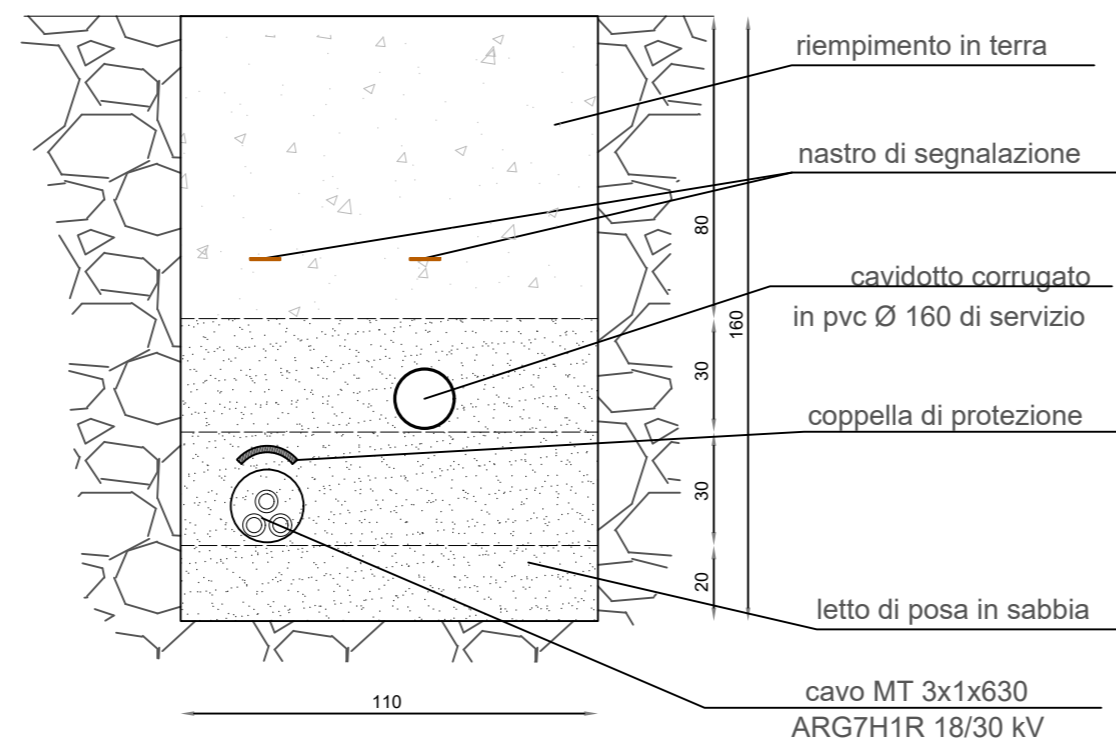 riempimento in terra
nastro di segnalazione
80
cavidotto corrugato
in pvc Ø 160 di servizio
160
30
coppella di protezione
30
20
letto di posa in sabbia
cavo MT 3x1x630
ARG7H1R 18/30 kV
110